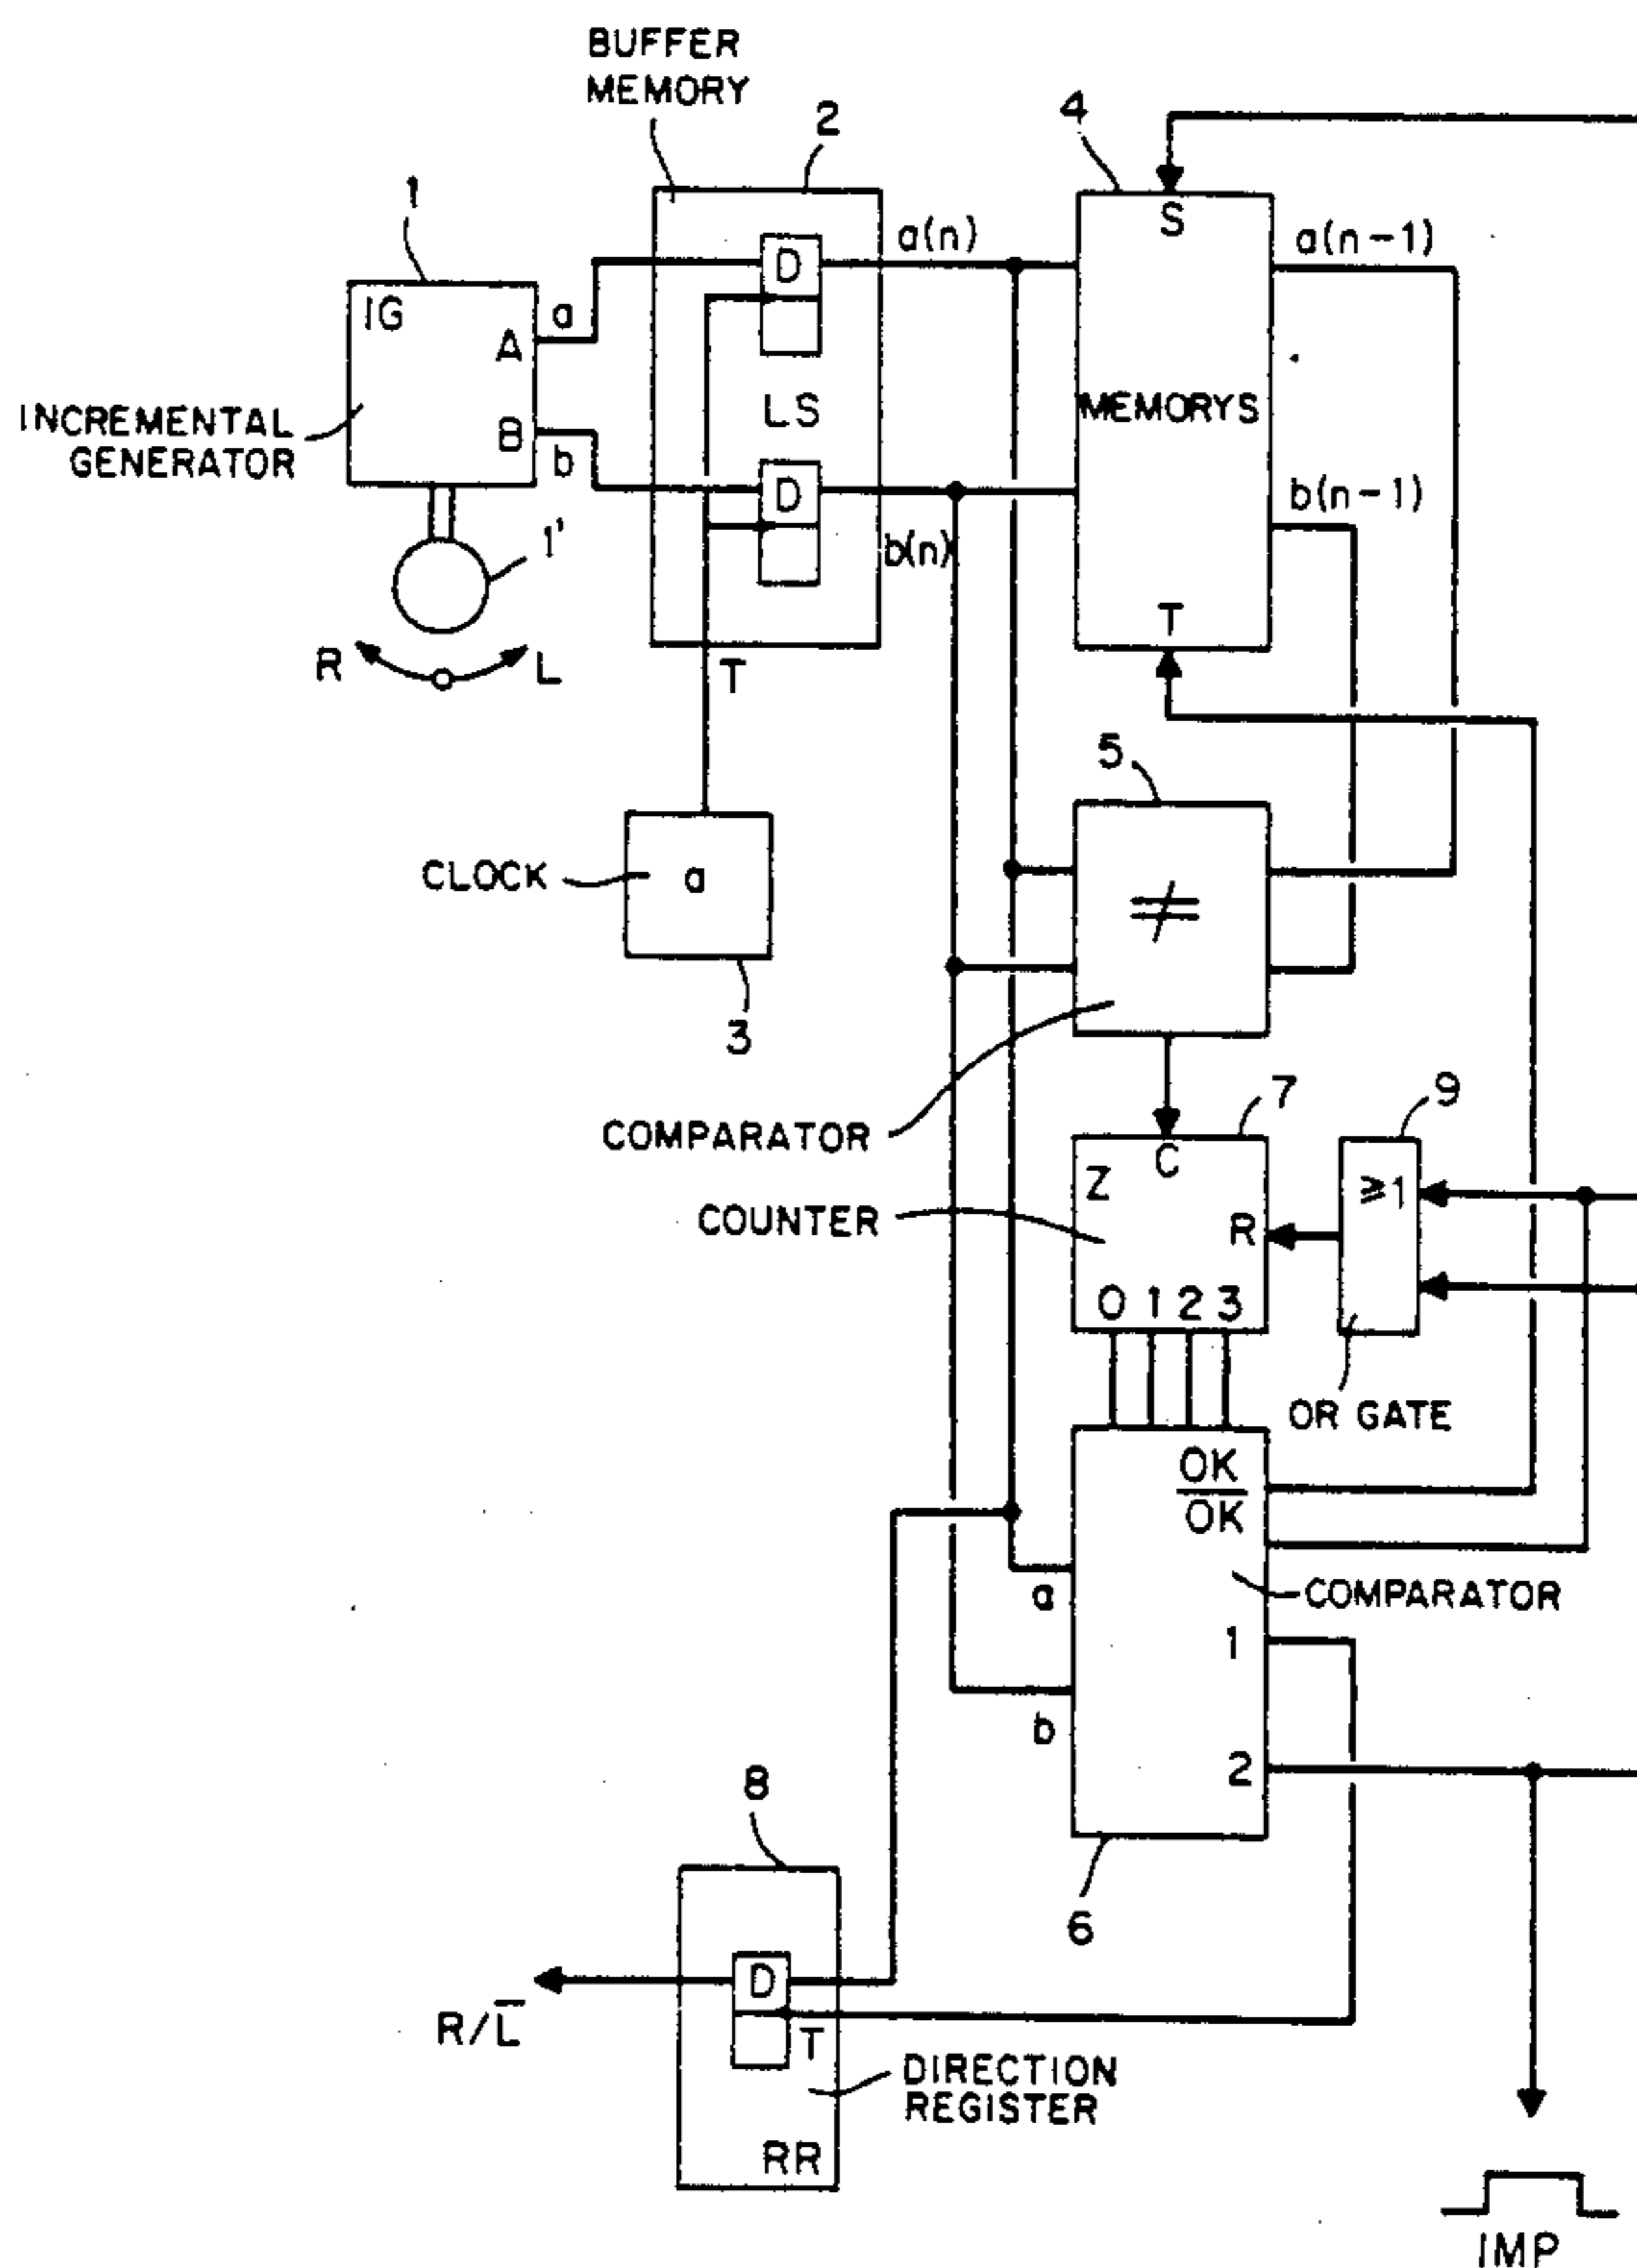 BUFFER
MEMORY
2
4
1
S
a(n)
a(n-1)
D
IG
a
A
INCREMENTAL
GENERATOR
LS
MEMORYS
B
b
D
b(n-1)
1'
b(n)
T
R
L
T
5
CLOCK
a
≠
3
7
9
COMPARATOR
C
Z
≥1
COUNTER
R
0 1 2 3
OR GATE
OK
O̅K̅
a
COMPARATOR
1
b
2
8
6
D
R/L̅
T
DIRECTION
REGISTER
RR
IMP